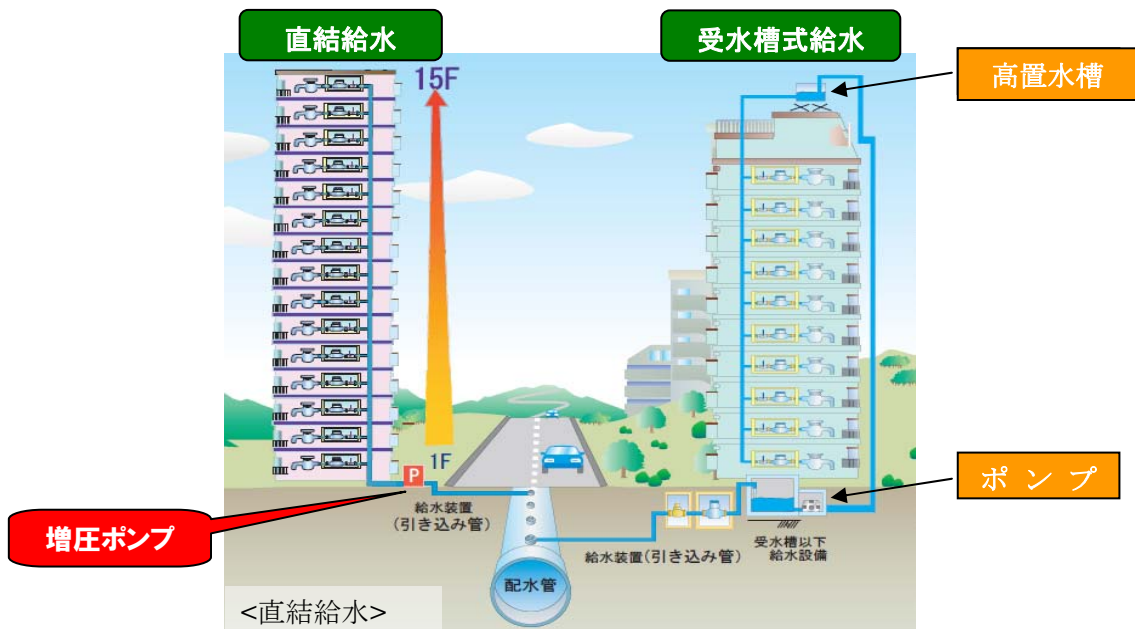 直結給水
受水槽式給水
高置水槽
15F
1F
P
ポンプ
増圧ポンプ
給水装置
(引き込み管)
給水装置(引き込み管)
受水槽以下
給水設備
配水管
<直結給水>